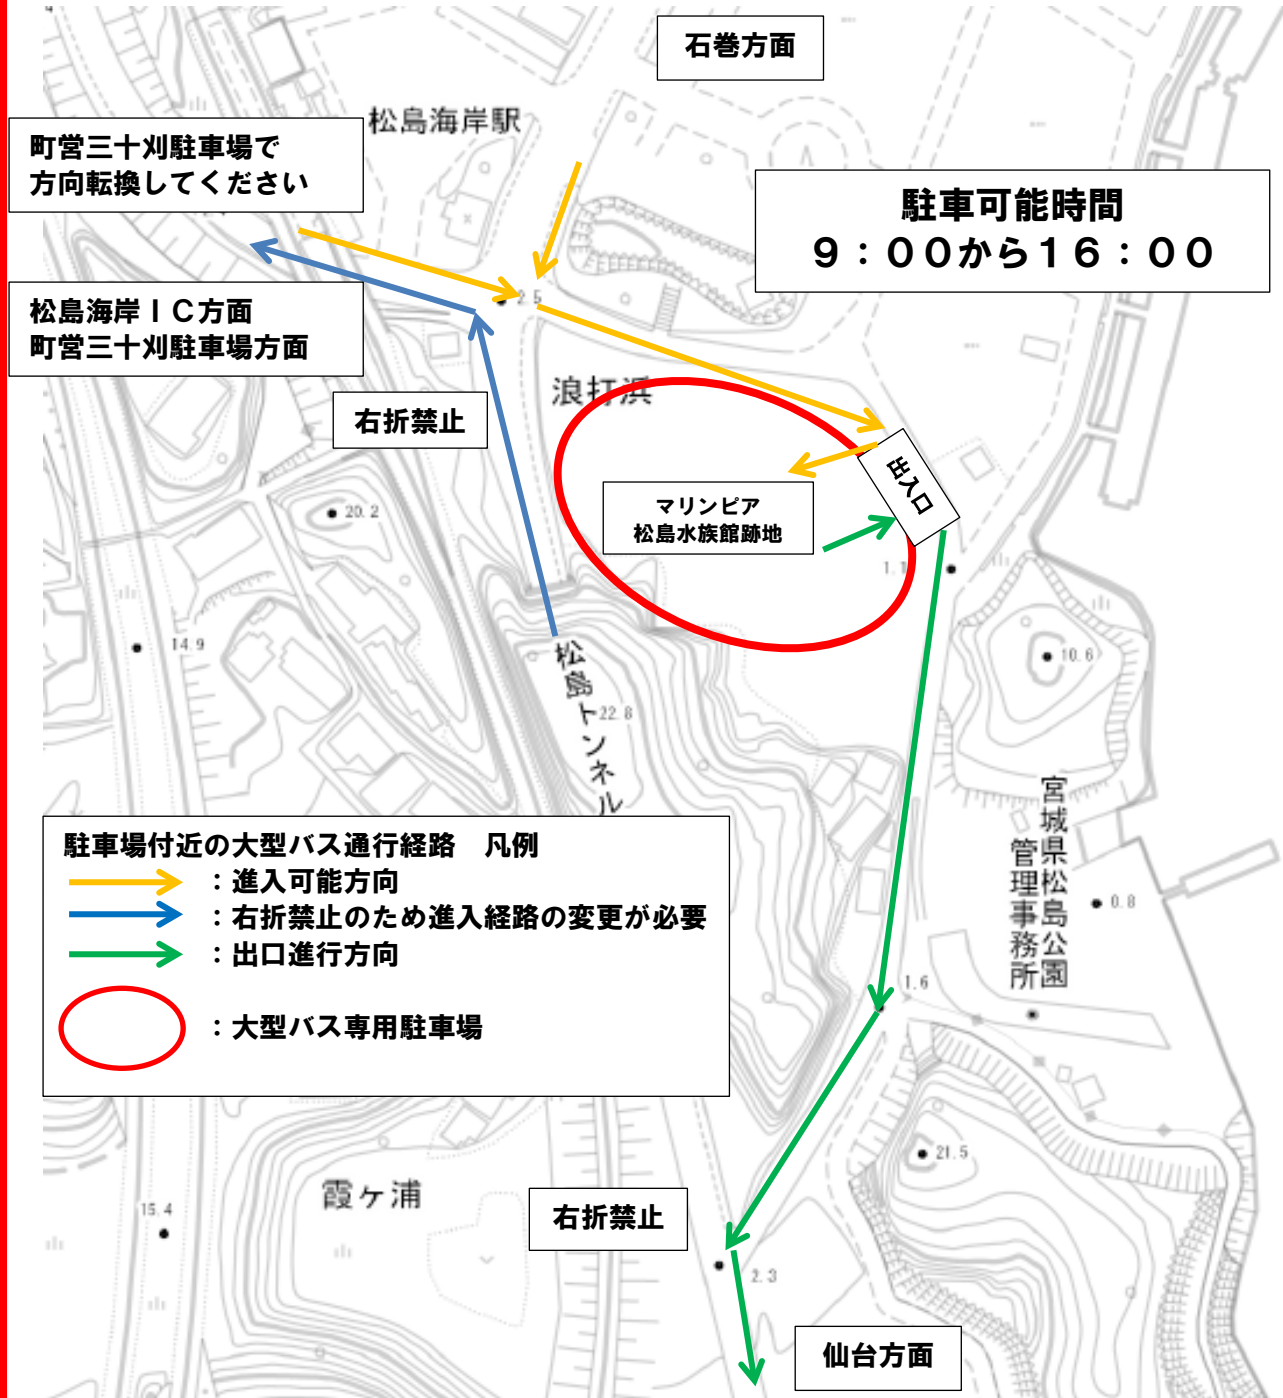 石巻方面
松島海岸駅
町営三十刈駐車場で
方向転換してください
駐車可能時間
９：００から１６：００
松島海岸ＩＣ方面
町営三十刈駐車場方面
2.5
浪打浜
右折禁止
出入口
マリンピア
松島水族館跡地
20.2
1.1
14.9
10.6
松島トンネル
22.8
宮城県松島公園
管理事務所
駐車場付近の大型バス通行経路　凡例
：進入可能方向
：右折禁止のため進入経路の変更が必要
：出口進行方向
：大型バス専用駐車場
0.8
1.6
21.5
霞ヶ浦
右折禁止
15.4
2.3
仙台方面